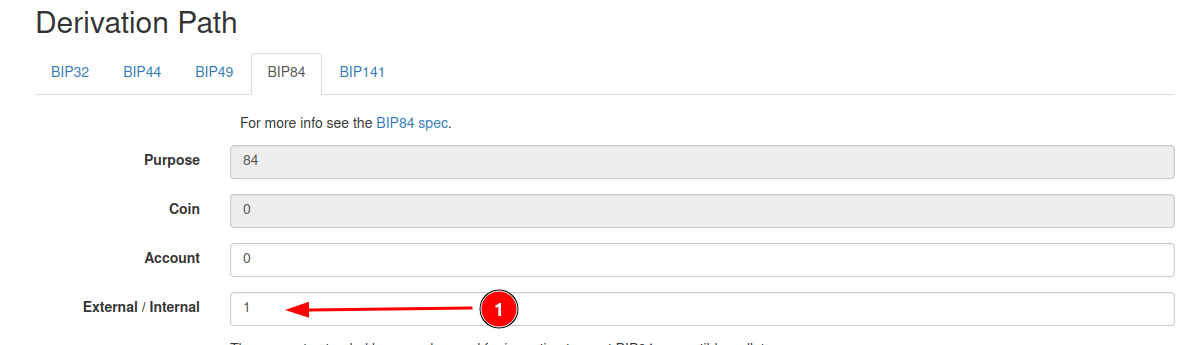 Derivation Path
BIP32 BIP44 BIP49 BIP84 BIP141
For more info see the BIP84 spec.
Purpose 84
Coin 0
Account 0
External / Internal 1 1